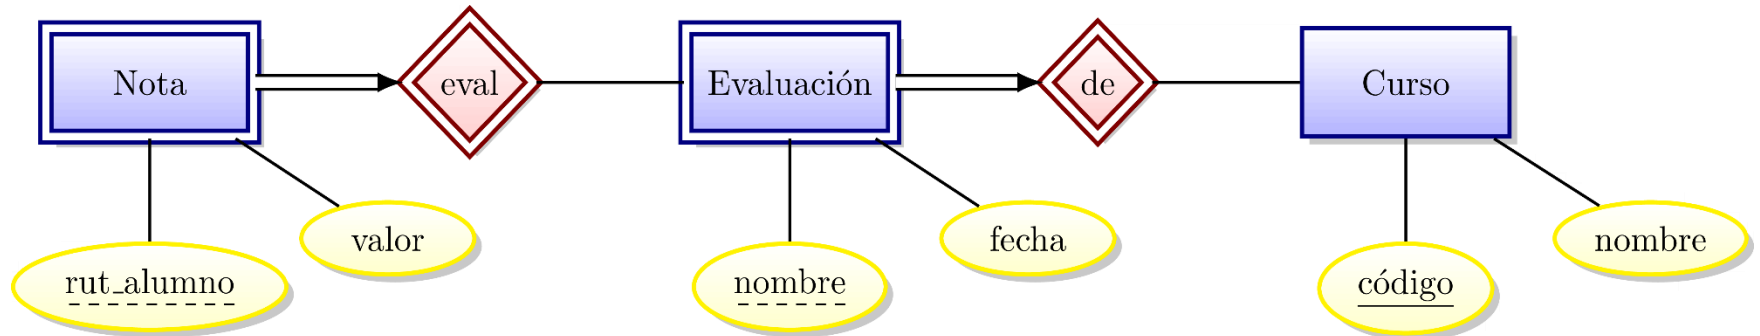 Nota
eval
Evaluación
de
Curso
rut_alumno
valor
nombre
fecha
código
nombre